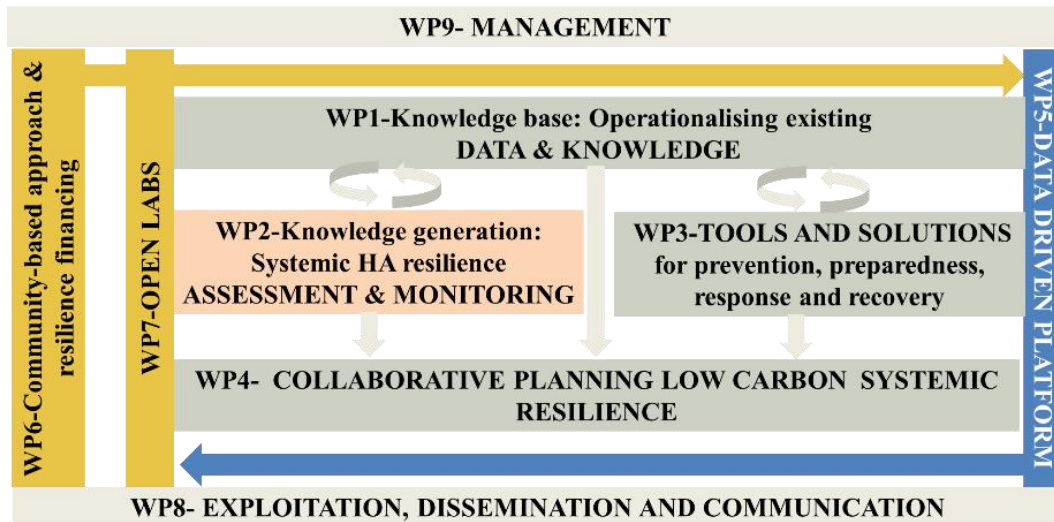 WP9- MANAGEMENT
WP6-Community-based approach &
resilience financing
WP7-OPEN LABS
WP1-Knowledge base: Operationalising existing
DATA & KNOWLEDGE
WP2-Knowledge generation:
Systemic HA resilience
ASSESSMENT & MONITORING
WP3-TOOLS AND SOLUTIONS
for prevention, preparedness,
response and recovery
WP4- COLLABORATIVE PLANNING LOW CARBON SYSTEMIC
RESILIENCE
WP5-DATA DRIVEN PLATFORM
WP8- EXPLOITATION, DISSEMINATION AND COMMUNICATION